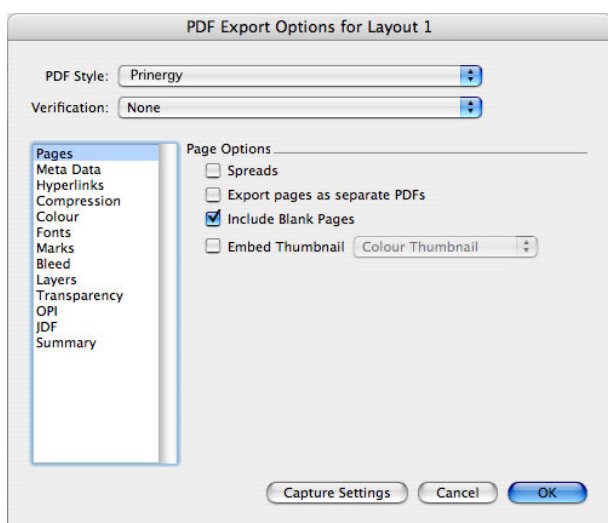 PDF Export Options for Layout 1
PDF Style: Prinergy
Verification: None
Pages
Meta Data
Hyperlinks
Compression
Colour
Fonts
Marks
Bleed
Layers
Transparency
OPI
JDF
Summary
Page Options
Spreads
Export pages as separate PDFs
Include Blank Pages
Embed Thumbnail Colour Thumbnail
Capture Settings Cancel OK